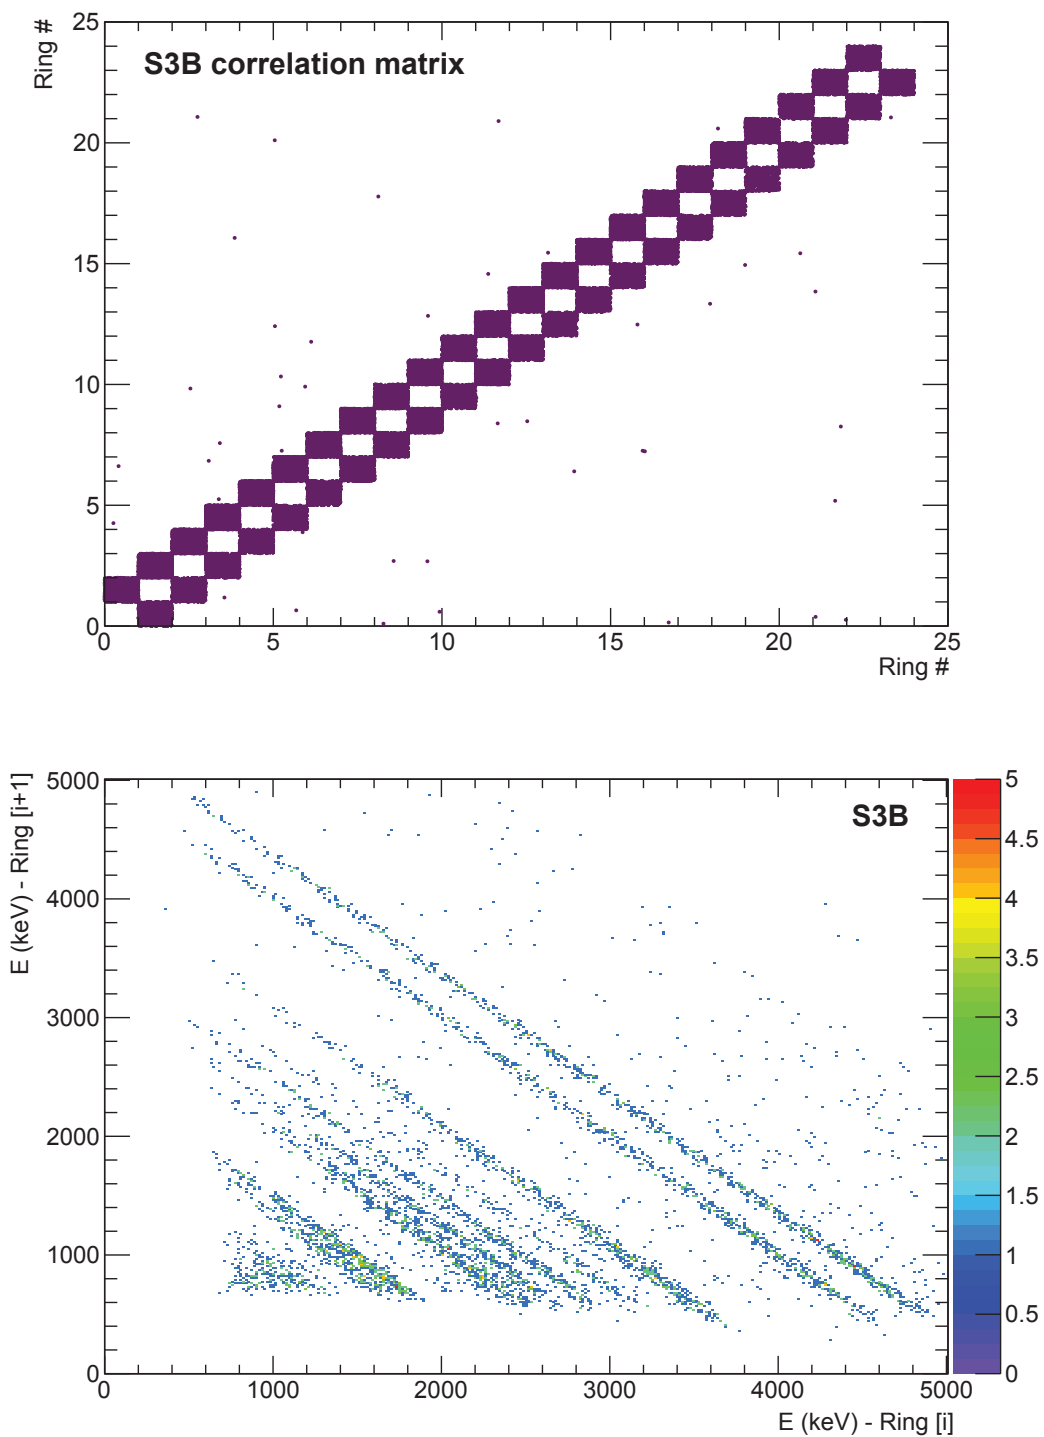 25
Ring #
S3B correlation matrix
20
15
10
5
0
0 5 10 15 20 25
Ring #
5000
E (keV) - Ring [i+1]
S3B
5
4.5
4000
4
3.5
3000
3
2.5
2000
2
1.5
1000
1
0.5
0
0
0 1000 2000 3000 4000 5000
E (keV) - Ring [i]